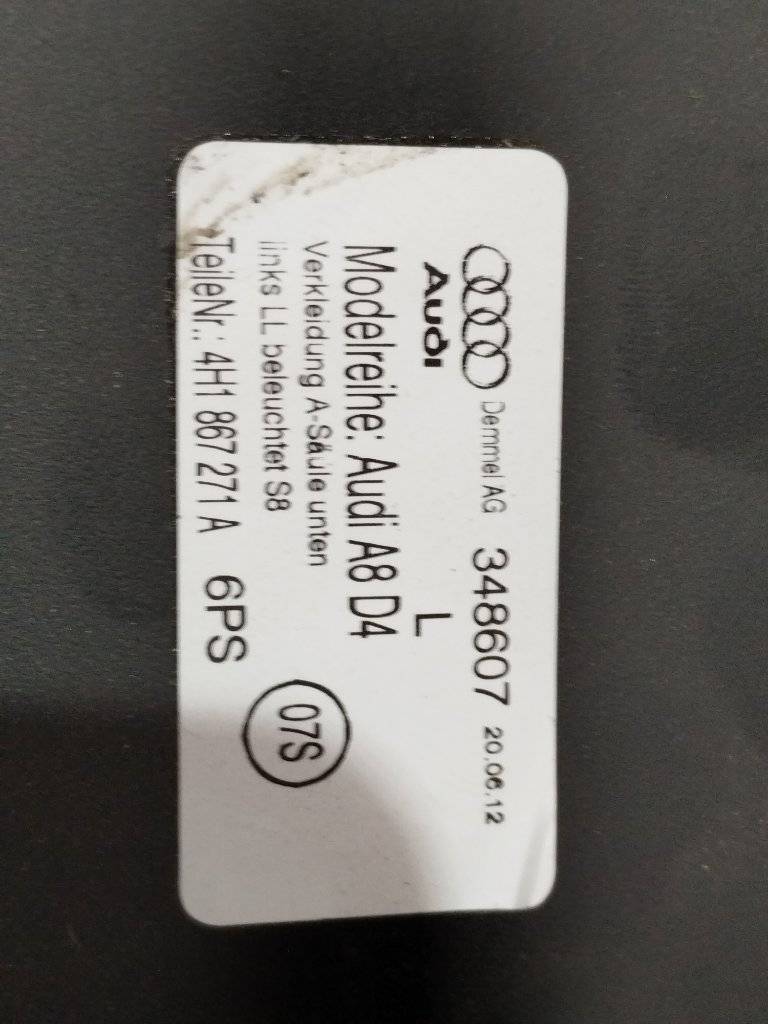 Demmel AG 348607 20.06.12
Audi L
Modelreihe: Audi A8 D4
Verkleidung A-Säule unten
links LL beleuchtet S8
07S
TeileNr.: 4H1 867 271 A 6PS